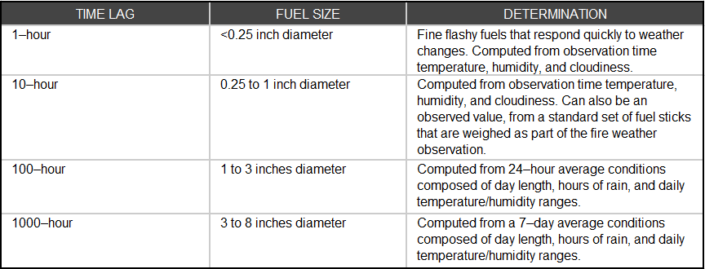 TIME LAG FUEL SIZE DETERMINATION
1–hour <0.25 inch diameter Fine flashy fuels that respond quickly to weather
changes. Computed from observation time
temperature, humidity, and cloudiness.
10–hour 0.25 to 1 inch diameter Computed from observation time temperature,
humidity, and cloudiness. Can also be an
observed value, from a standard set of fuel sticks
that are weighed as part of the fire weather
observation.
100–hour 1 to 3 inches diameter Computed from 24–hour average conditions
composed of day length, hours of rain, and daily
temperature/humidity ranges.
1000–hour 3 to 8 inches diameter Computed from a 7–day average conditions
composed of day length, hours of rain, and daily
temperature/humidity ranges.